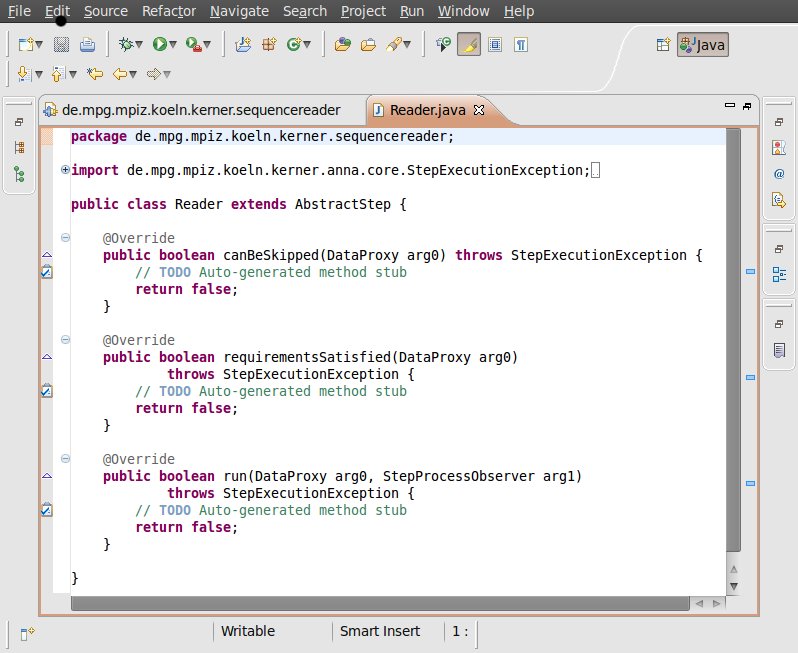 File Edit Source Refactor Navigate Search Project Run Window Help
Java
de.mpg.mpiz.koeln.kerner.sequencereader Reader.java
package de.mpg.mpiz.koeln.kerner.sequencereader;
import de.mpg.mpiz.koeln.kerner.anna.core.StepExecutionException;
public class Reader extends AbstractStep {
@Override
public boolean canBeSkipped(DataProxy arg0) throws StepExecutionException {
// TODO Auto-generated method stub
return false;
}
@Override
public boolean requirementsSatisfied(DataProxy arg0)
throws StepExecutionException {
// TODO Auto-generated method stub
return false;
}
@Override
public boolean run(DataProxy arg0, StepProcessObserver arg1)
throws StepExecutionException {
// TODO Auto-generated method stub
return false;
}
}
Writable Smart Insert 1 :